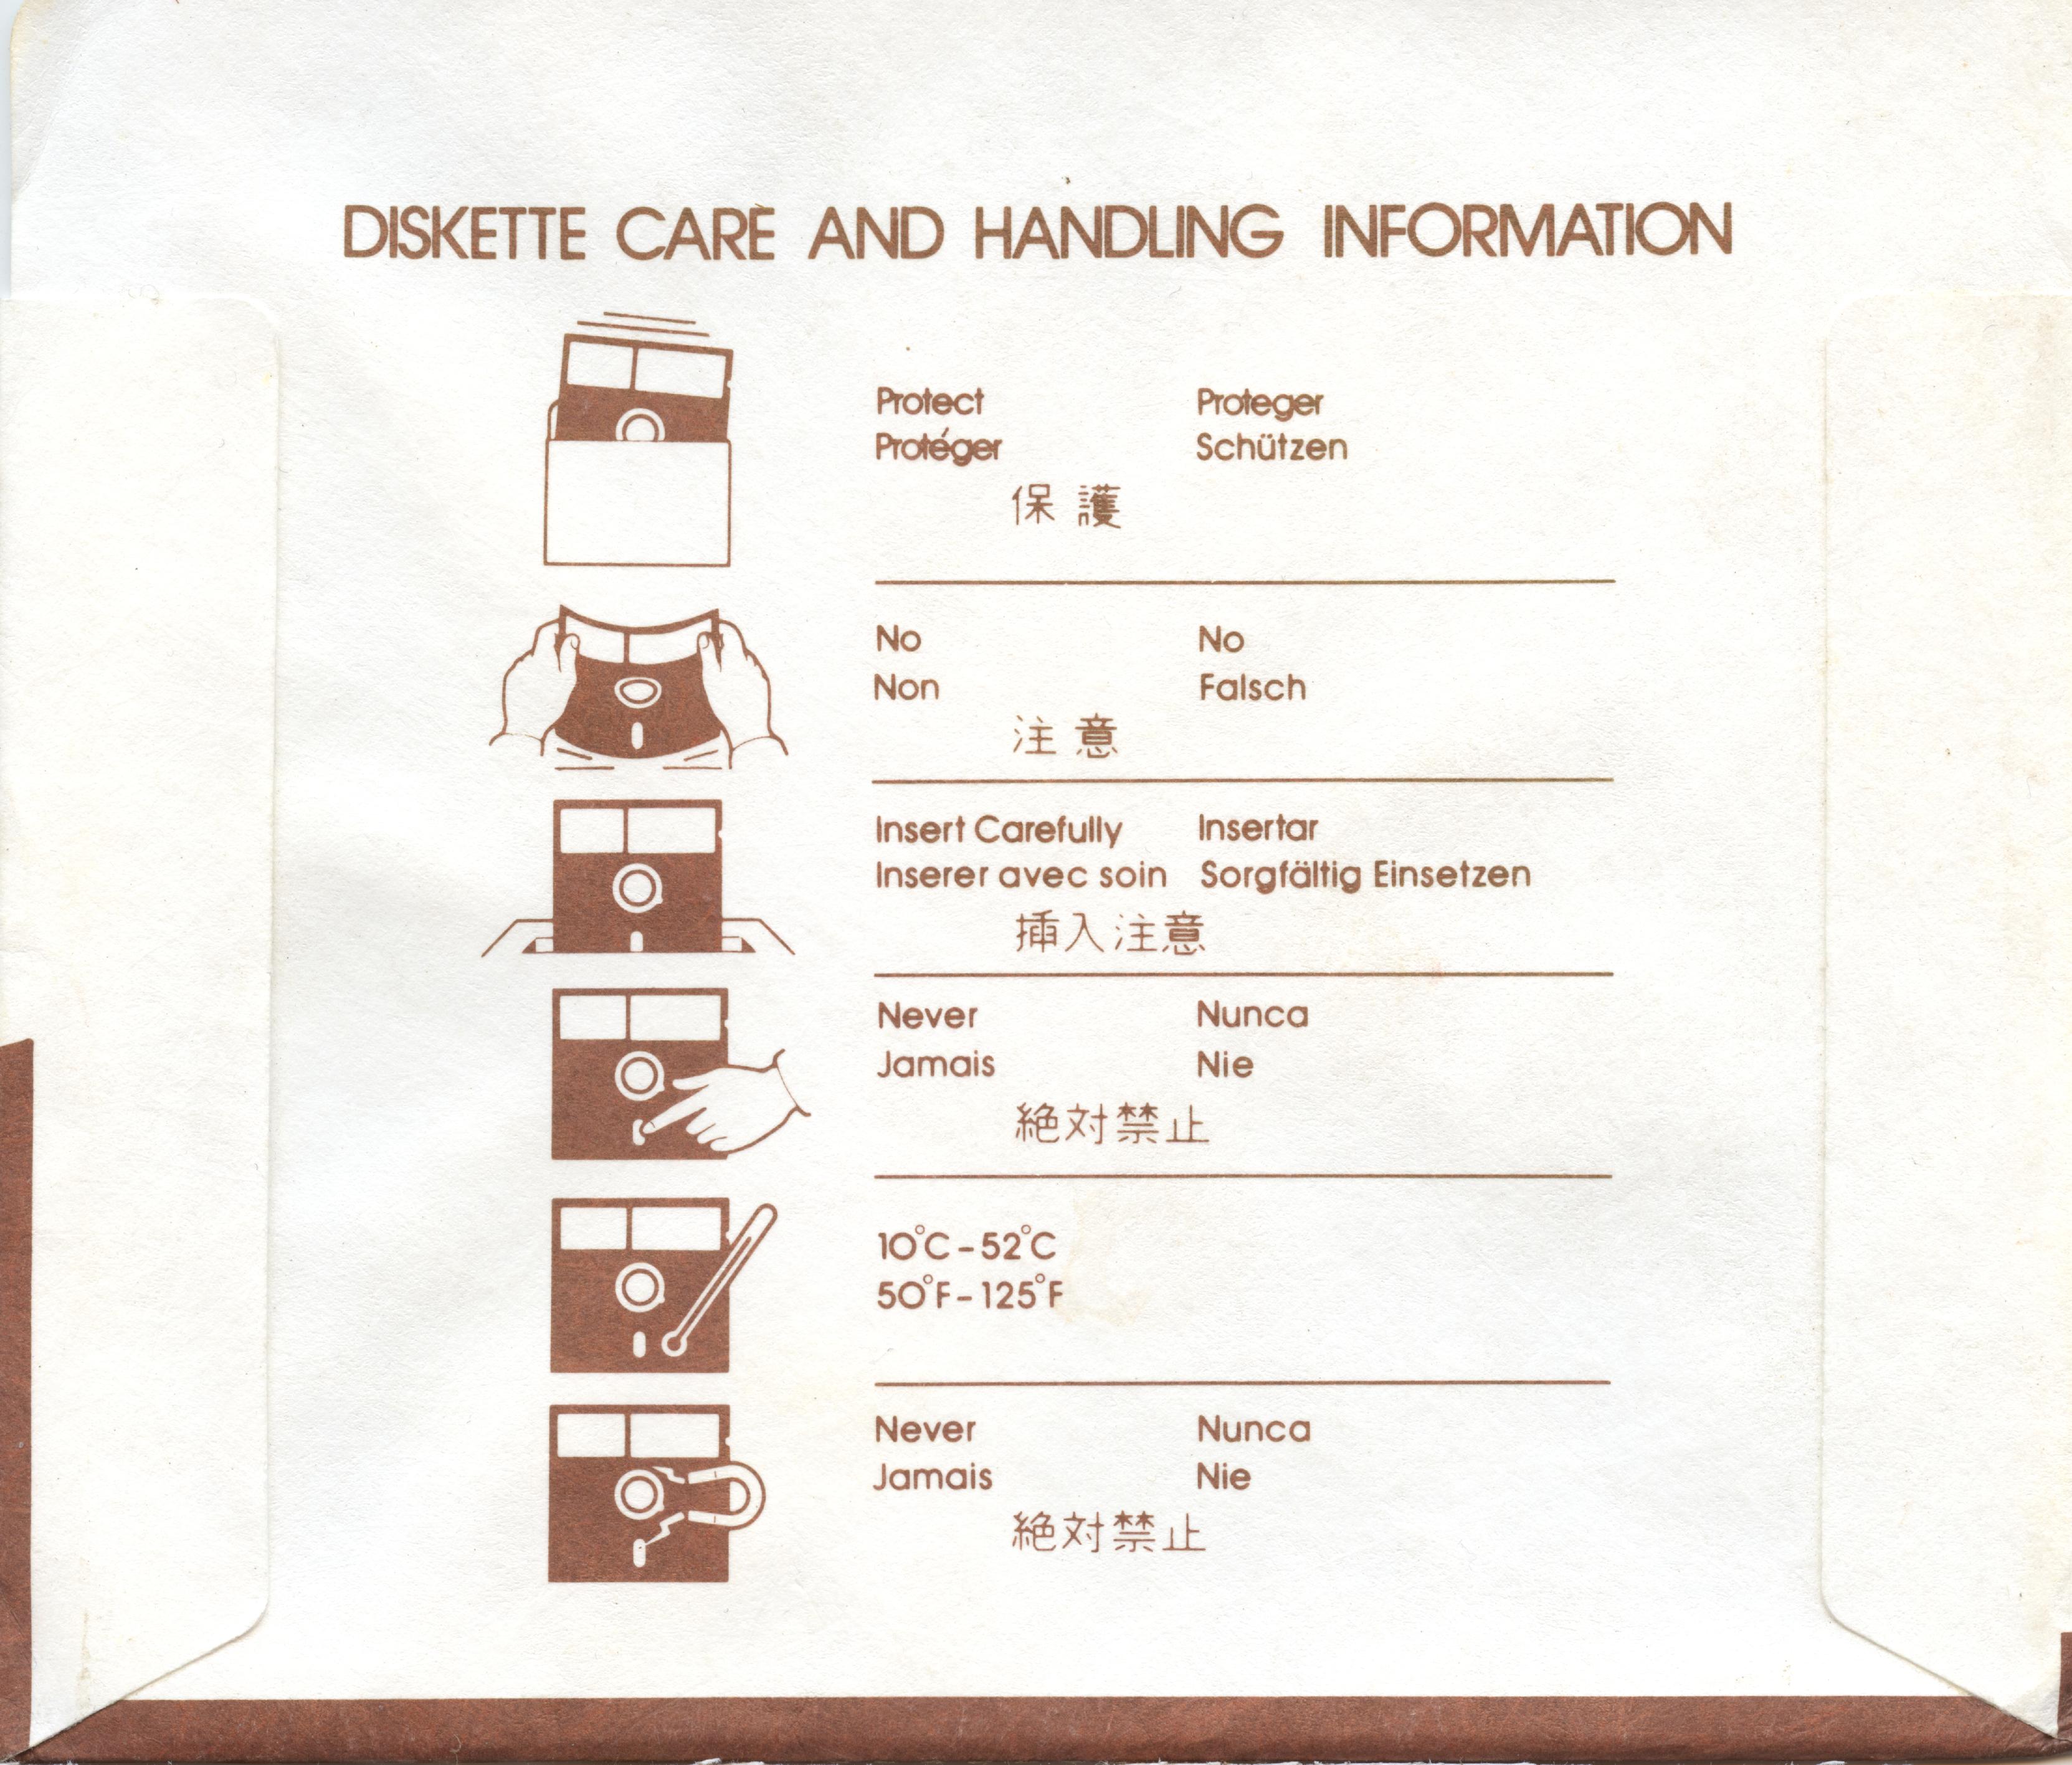 DISKETTE CARE AND HANDLING INFORMATION
Protect Proteger
Protéger Schützen
保護
No No
Non Falsch
注意
Insert Carefully Insertar
Inserer avec soin Sorgfältig Einsetzen
挿入注意
Never Nunca
Jamais Nie
絶対禁止
10°C - 52°C
50°F - 125°F
Never Nunca
Jamais Nie
絶対禁止